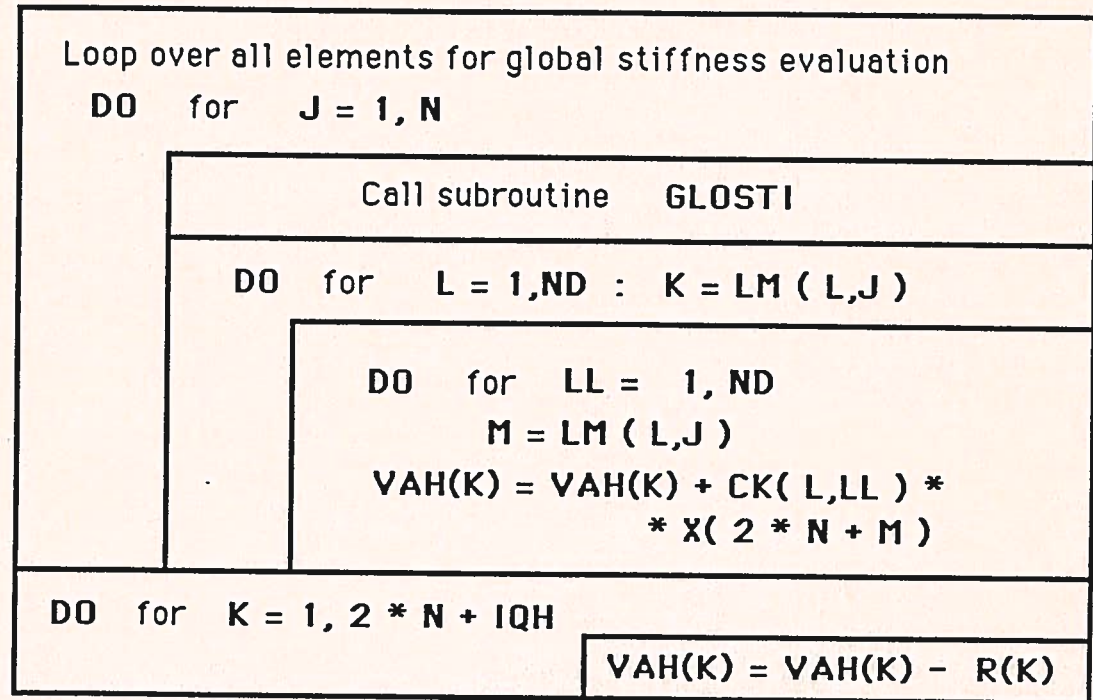 Loop over all elements for global stiffness evaluation
DO for J = 1, N
Call subroutine GLOSTI
DO for L = 1,ND : K = LM ( L,J )
DO for LL = 1, ND
M = LM ( L,J )
VAH(K) = VAH(K) + CK( L,LL ) *
* X( 2 * N + M )
DO for K = 1, 2 * N + IQH
VAH(K) = VAH(K) - R(K)